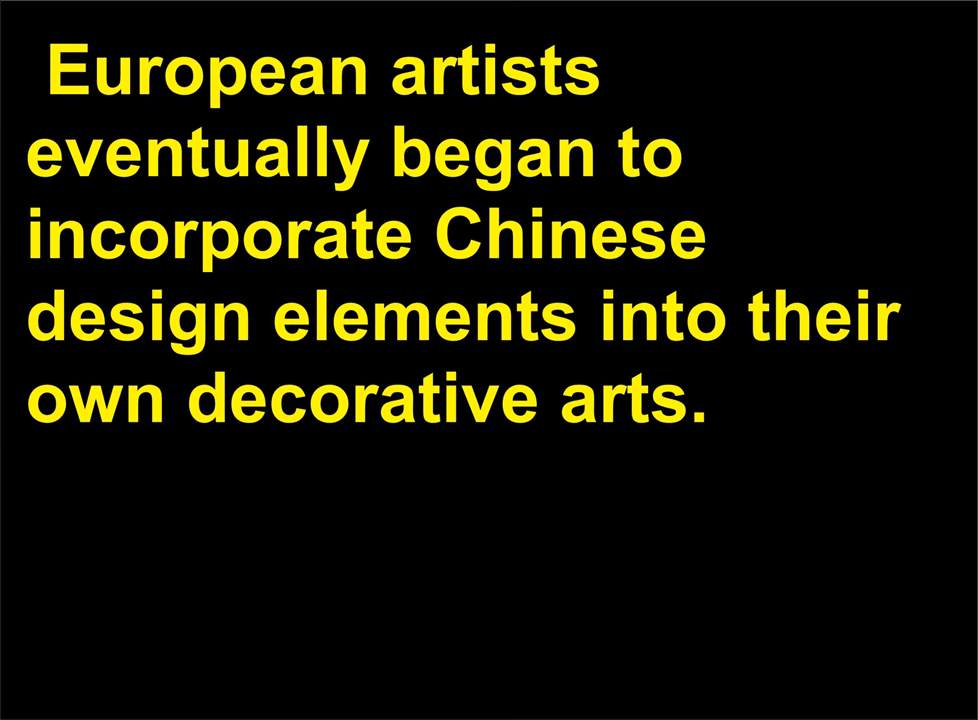 European artists
eventually began to
incorporate Chinese
design elements into their
own decorative arts.